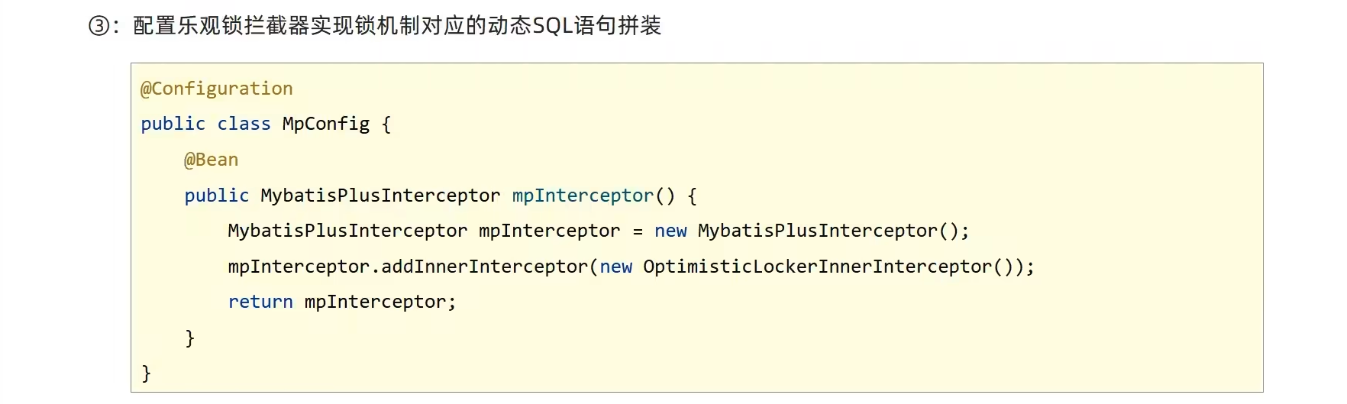 ③：配置乐观锁拦截器实现锁机制对应的动态SQL语句拼装
@Configuration
public class MpConfig {
    @Bean
    public MybatisPlusInterceptor mpInterceptor() {
        MybatisPlusInterceptor mpInterceptor = new MybatisPlusInterceptor();
        mpInterceptor.addInnerInterceptor(new OptimisticLockerInnerInterceptor());
        return mpInterceptor;
    }
}